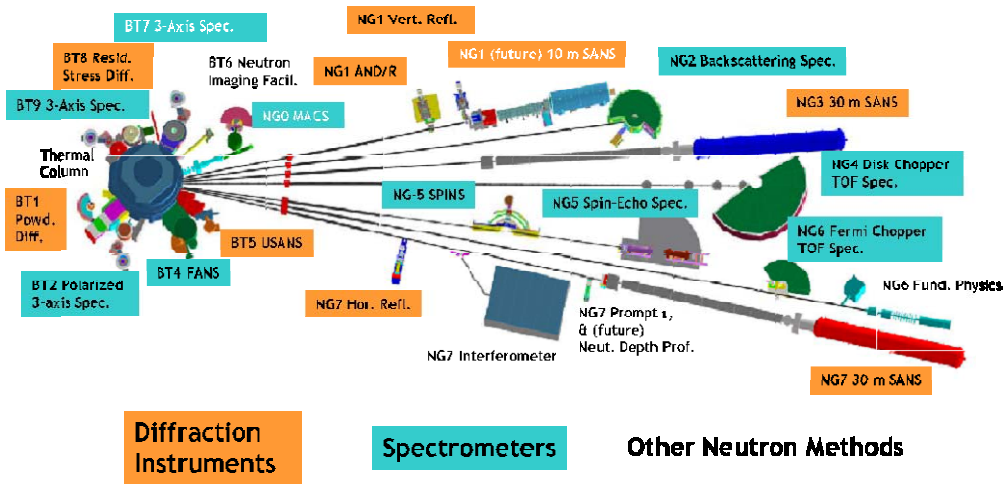 BT7 3-Axis Spec.
NG1 Vert. Refl.
BT8 Resid.
Stress Diff.
BT6 Neutron
Imaging Facil.
NG1 AND/R
NG1 (future) 10 m SANS
NG2 Backscattering Spec.
BT9 3-Axis Spec.
NG0 MACS
NG3 30 m SANS
Thermal
Column
NG4 Disk Chopper
TOF Spec.
BT1
Powd.
Diff.
NG-5 SPINS
NG5 Spin-Echo Spec.
BT5 USANS
NG6 Fermi Chopper
TOF Spec.
BT4 FANS
BT2 Polarized
3-axis Spec.
NG7 Hor. Refl.
NG6 Fund. Physics
NG7 Prompt γ,
& (future)
Neut. Depth Prof.
NG7 Interferometer
NG7 30 m SANS
Diffraction
Instruments
Spectrometers
Other Neutron Methods